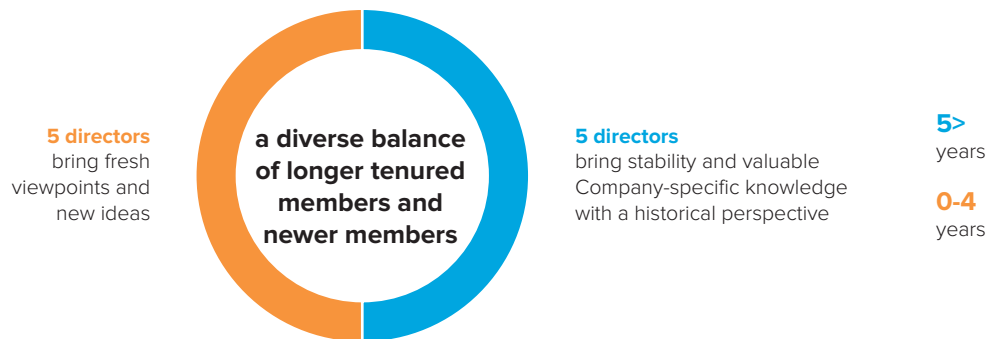 5 directors
bring fresh
viewpoints and
new ideas
a diverse balance
of longer tenured
members and
newer members
5 directors
bring stability and valuable
Company-specific knowledge
with a historical perspective
5>
years
0-4
years